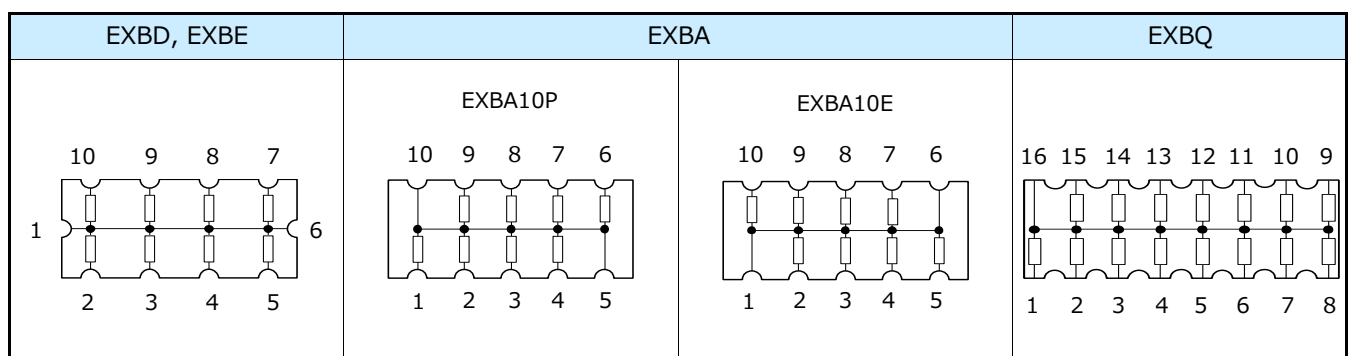 EXBD, EXBE EXBA EXBQ
EXBA10P EXBA10E
10 9 8 7 10 9 8 7 6 10 9 8 7 6 16 15 14 13 12 11 10 9
1 6
2 3 4 5 1 2 3 4 5 1 2 3 4 5 1 2 3 4 5 6 7 8